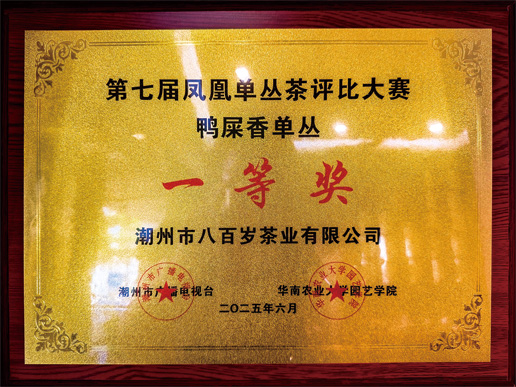 第七届凤凰单丛茶评比大赛
鸭屎香单丛
一等奖
潮州市八百岁茶业有限公司
潮州市广播电视台 华南农业大学园艺学院
二〇二五年六月